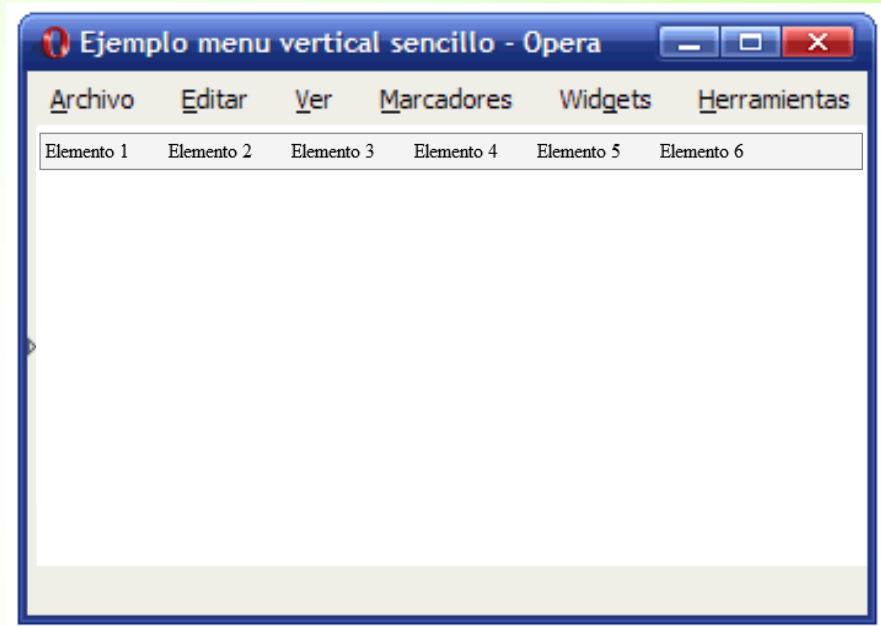 Ejemplo menu vertical sencillo - Opera
Archivo Editar Ver Marcadores Widgets Herramientas
Elemento 1 Elemento 2 Elemento 3 Elemento 4 Elemento 5 Elemento 6